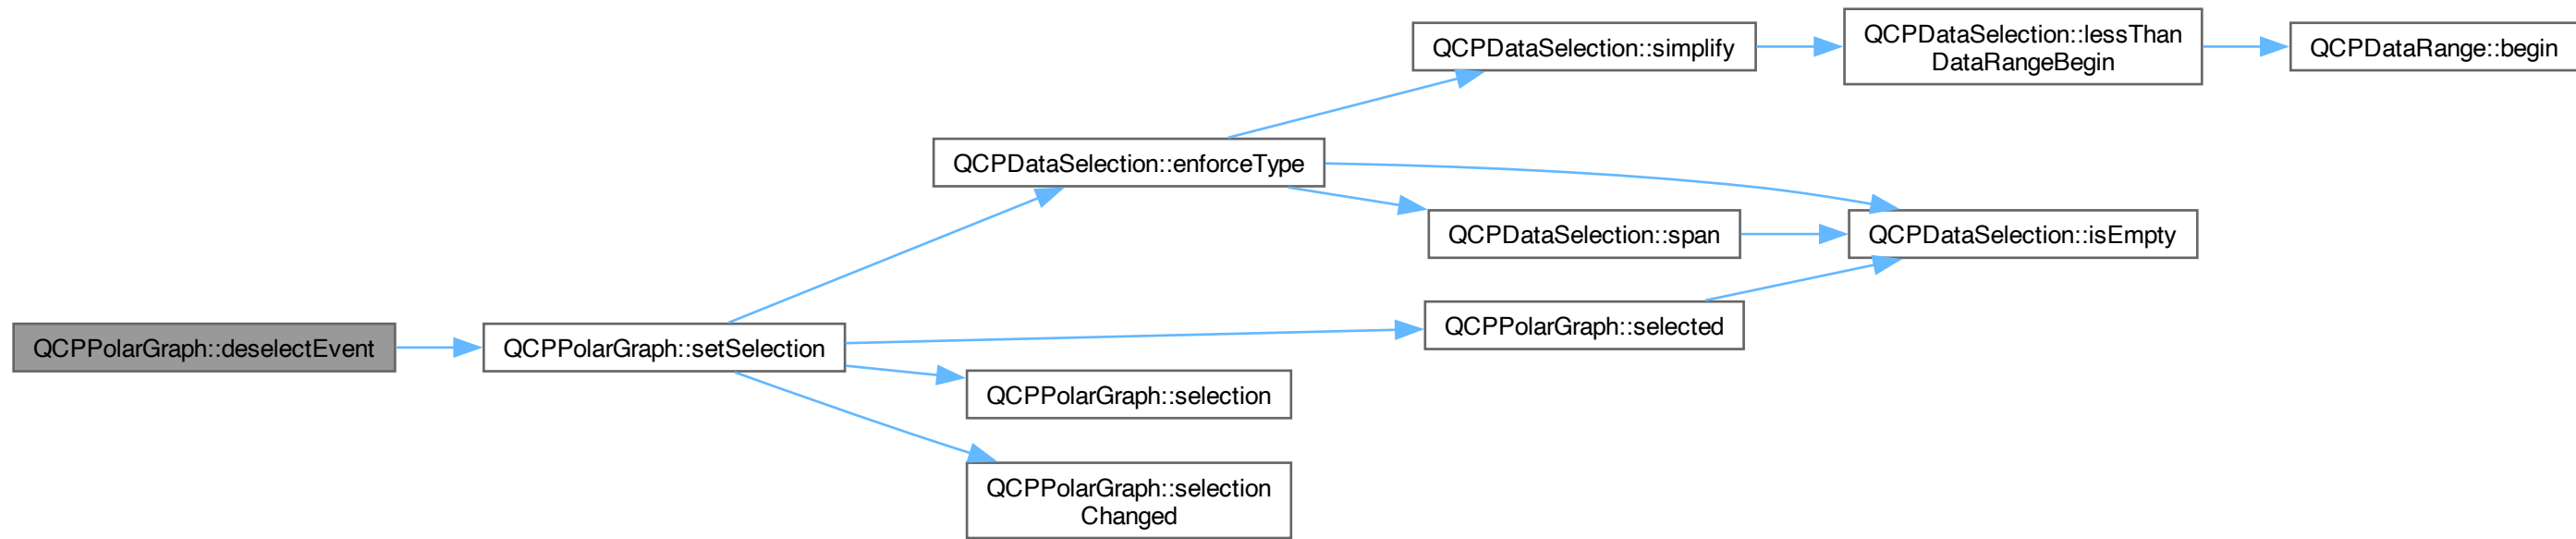 QCPPolarGraph::deselectEvent
QCPPolarGraph::setSelection
QCPDataSelection::enforceType
QCPDataSelection::simplify
QCPDataSelection::lessThan
DataRangeBegin
QCPDataRange::begin
QCPDataSelection::span
QCPDataSelection::isEmpty
QCPPolarGraph::selected
QCPPolarGraph::selection
QCPPolarGraph::selection
Changed